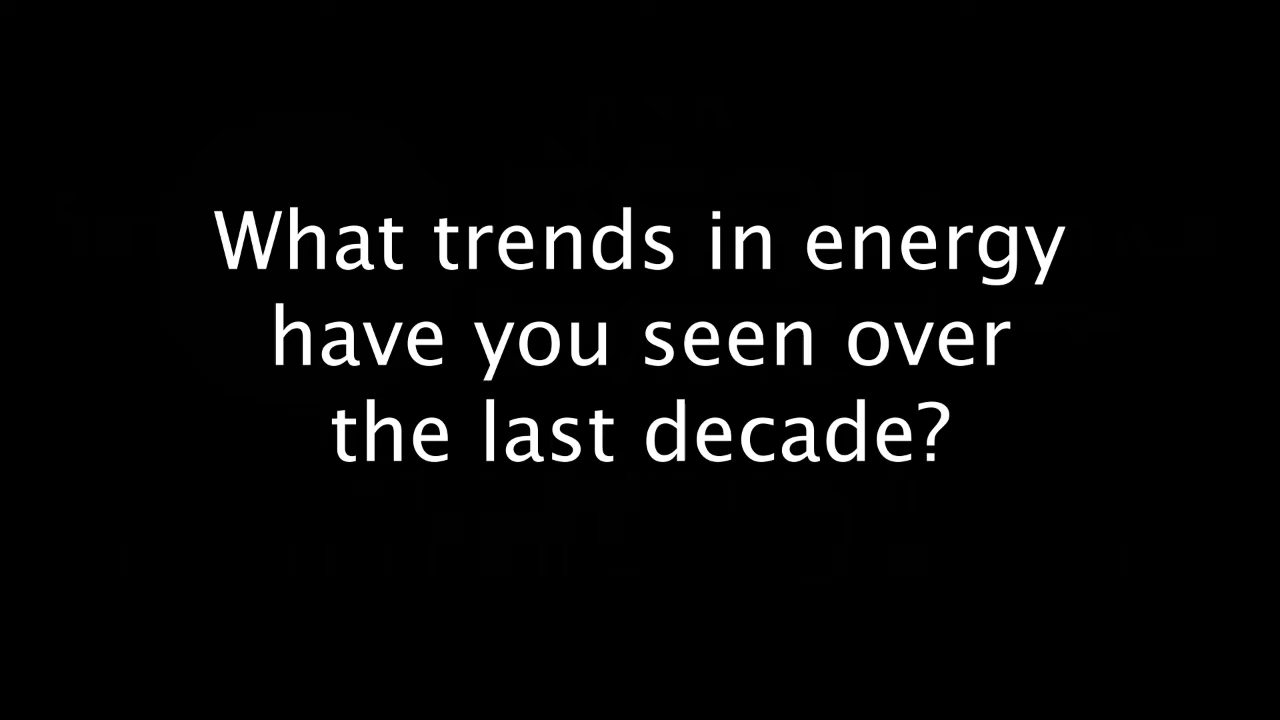 What trends in energy
have you seen over
the last decade?